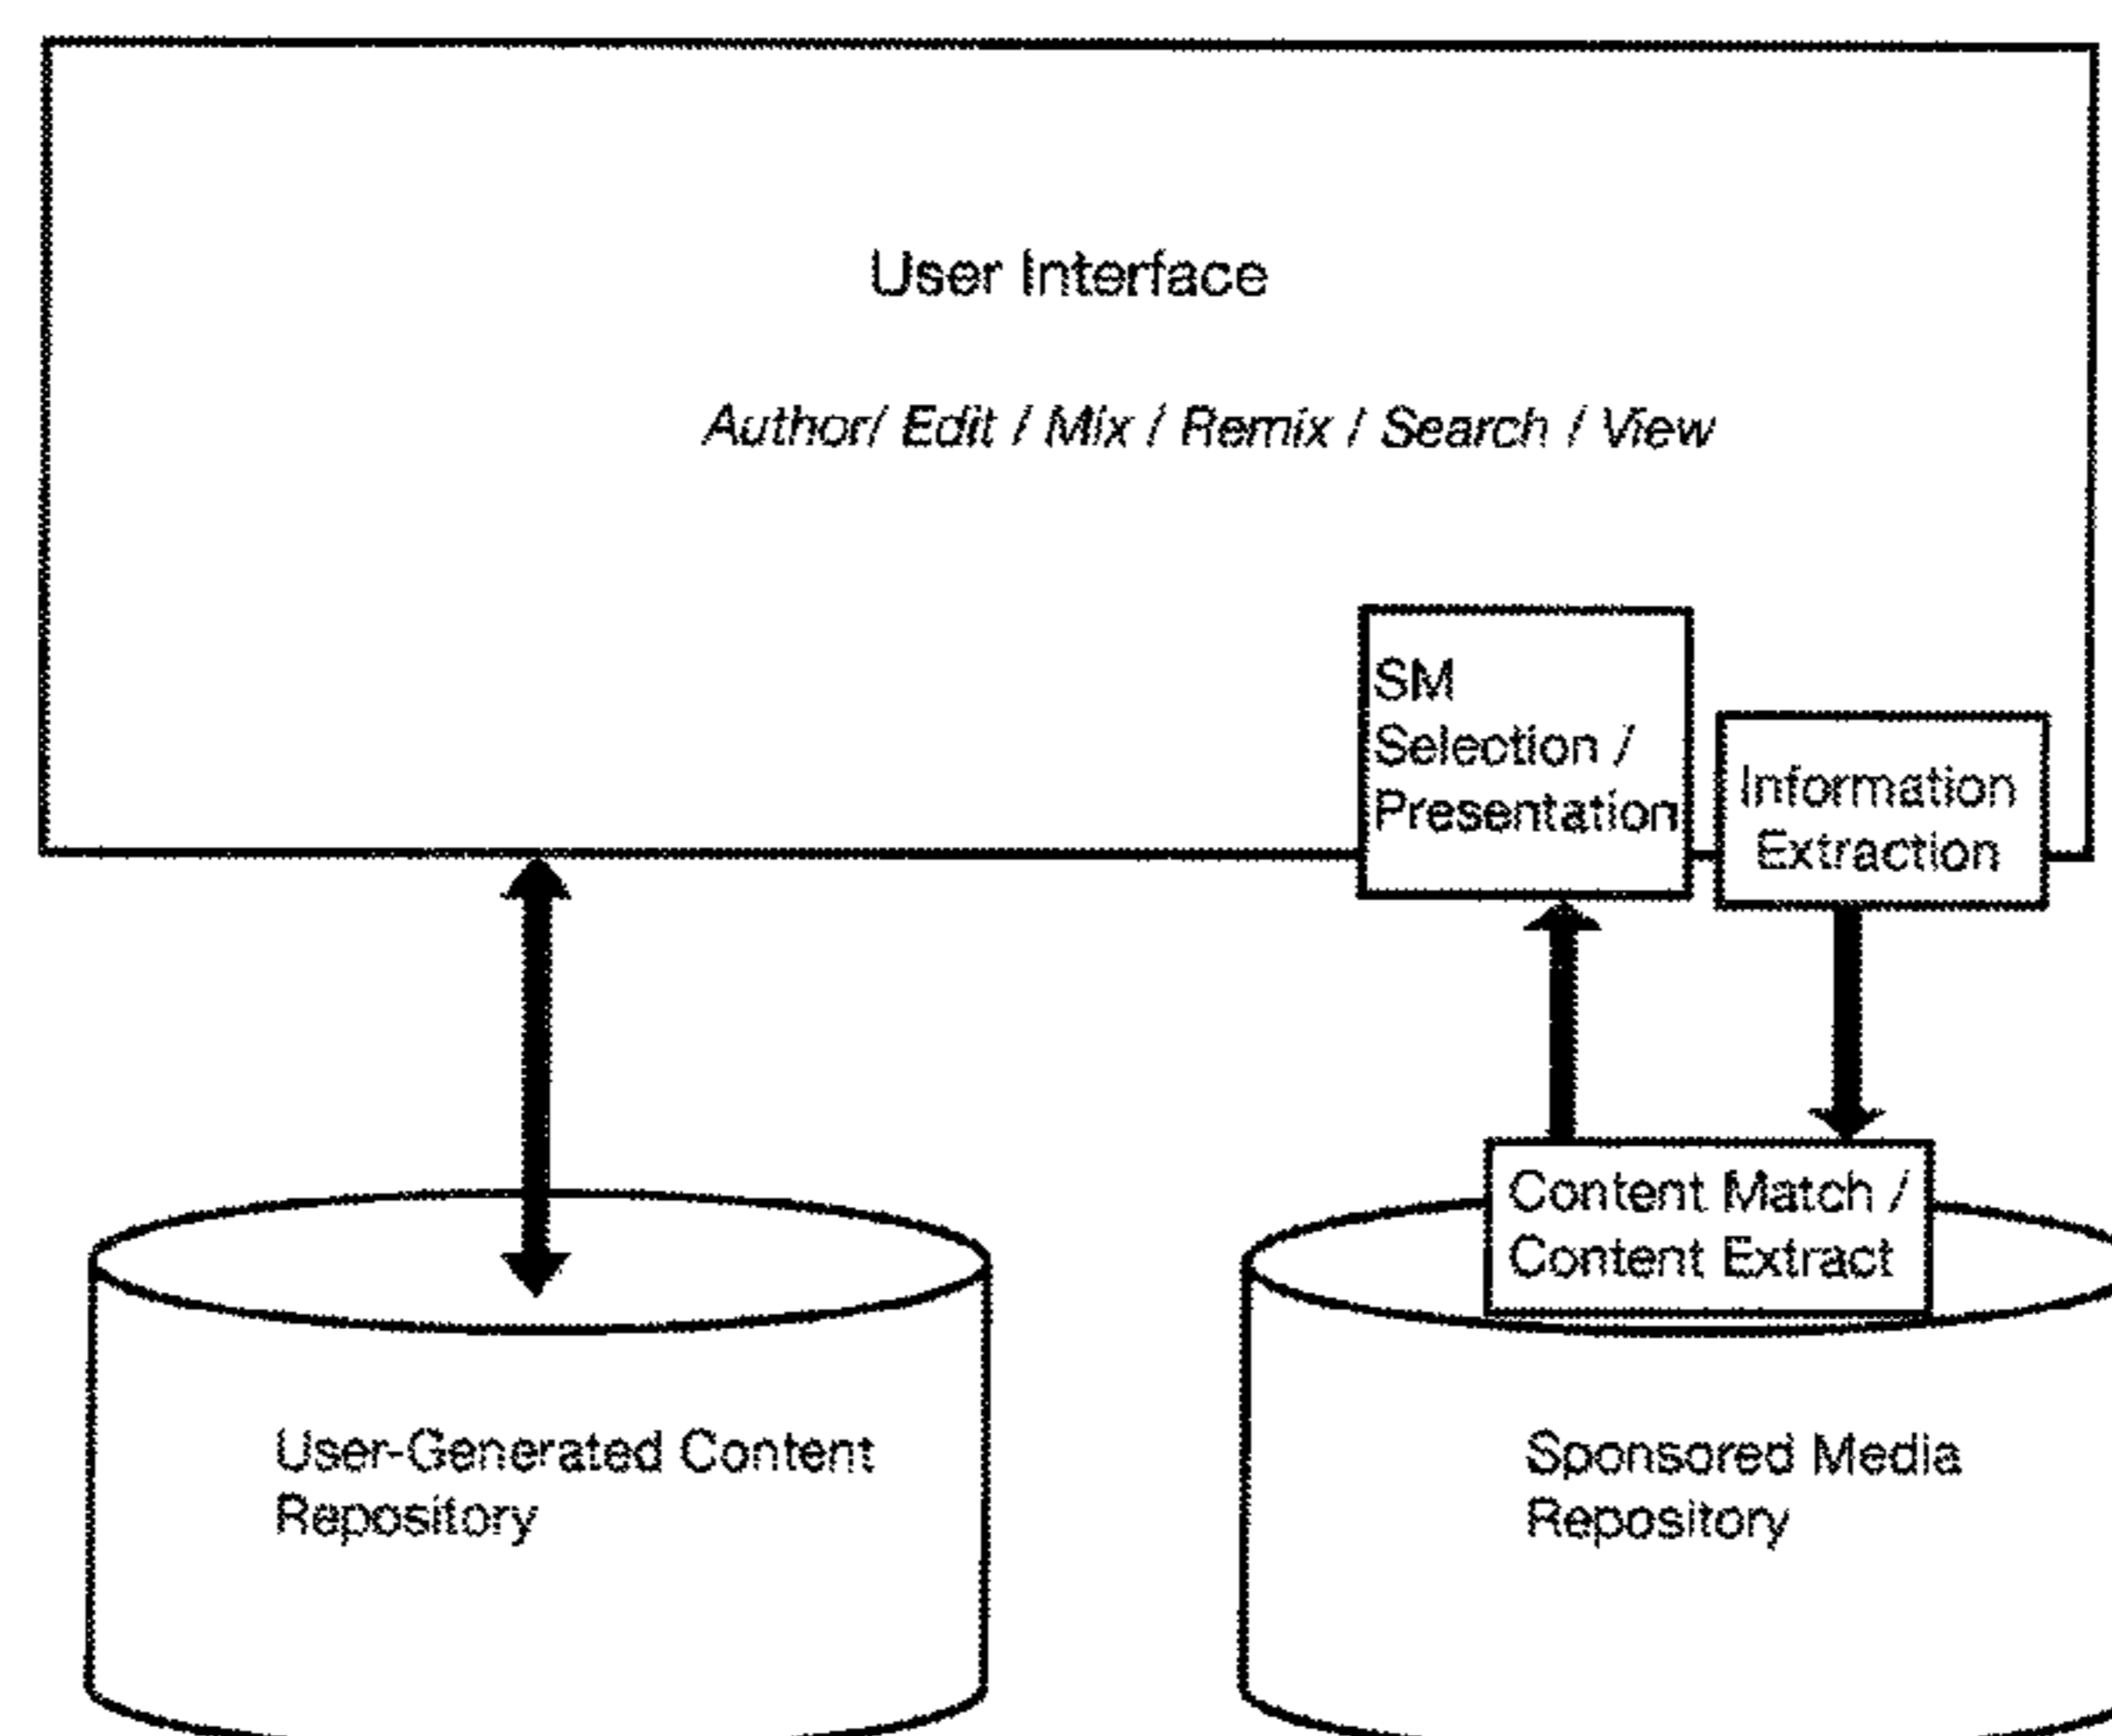 User Interface
Author/ Edit / Mix / Remix / Search / View
SM
Selection /
Presentation
Information
Extraction
Content Match /
Content Extract
User-Generated Content
Repository
Sponsored Media
Repository